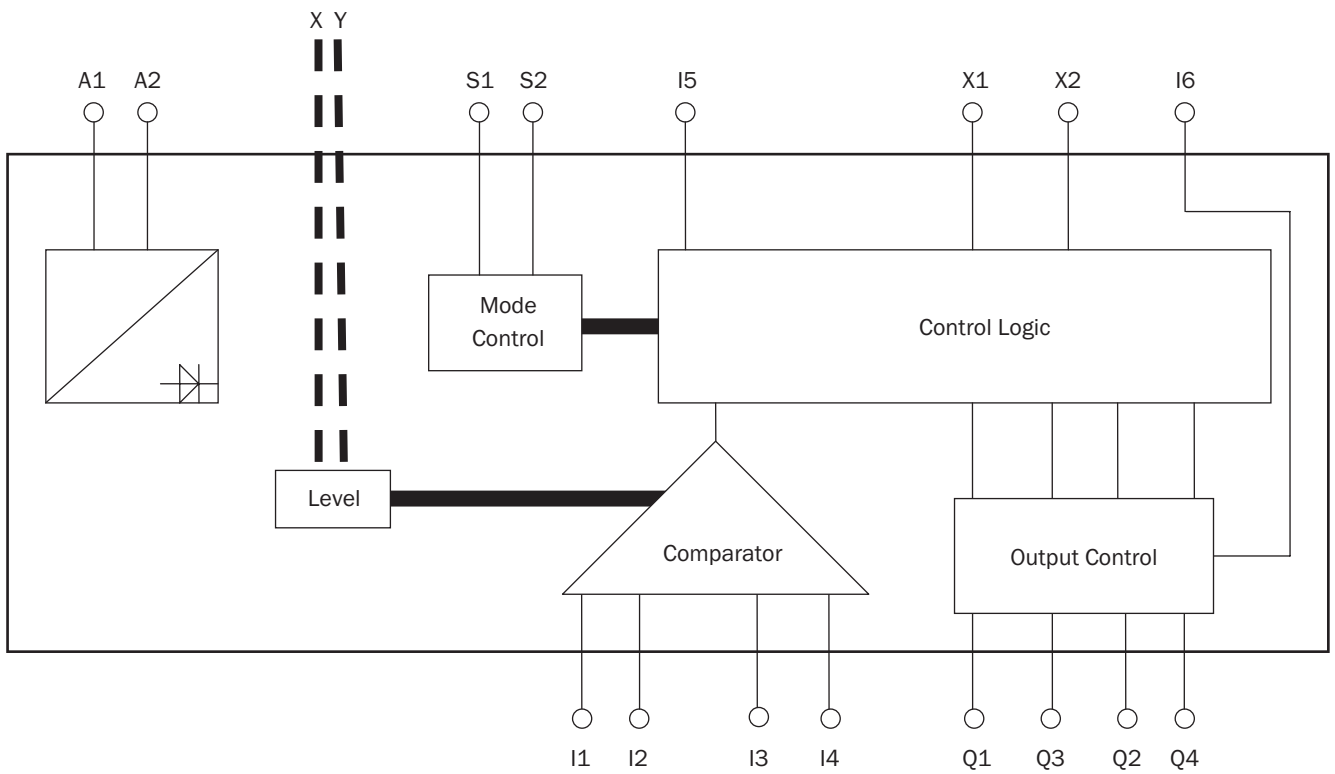 X Y
A1 A2 S1 S2 I5 X1 X2 I6
Mode
Control
Control Logic
Level
Comparator
Output Control
I1 I2 I3 I4 Q1 Q3 Q2 Q4